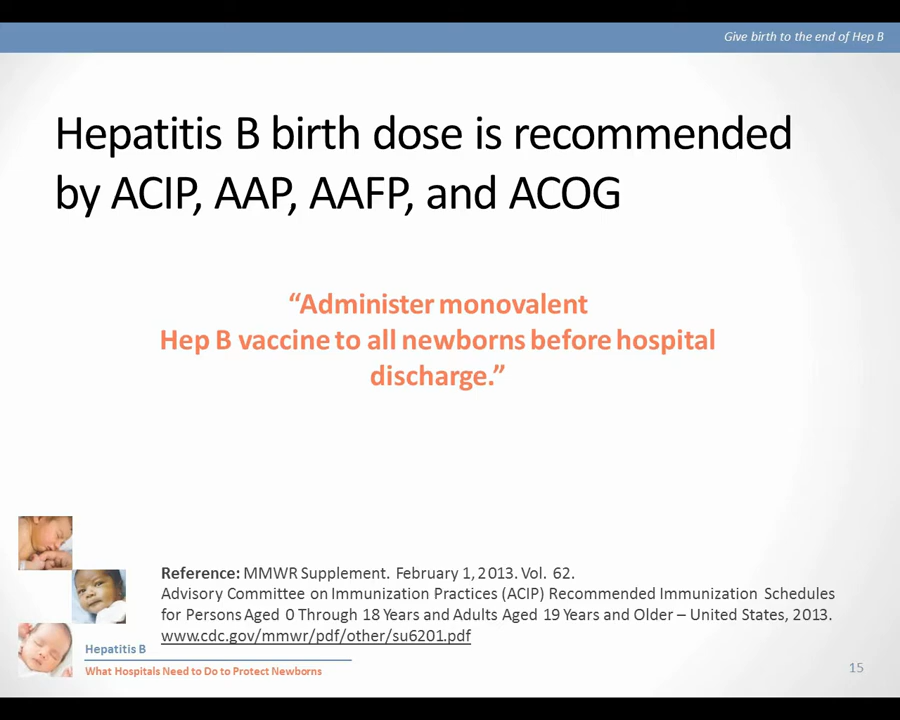 Give birth to the end of Hep B
Hepatitis B birth dose is recommended
by ACIP, AAP, AAFP, and ACOG
“Administer monovalent
Hep B vaccine to all newborns before hospital
discharge.”
Reference: MMWR Supplement. February 1, 2013. Vol. 62.
Advisory Committee on Immunization Practices (ACIP) Recommended Immunization Schedules
for Persons Aged 0 Through 18 Years and Adults Aged 19 Years and Older – United States, 2013.
www.cdc.gov/mmwr/pdf/other/su6201.pdf
Hepatitis B
What Hospitals Need to Do to Protect Newborns
15